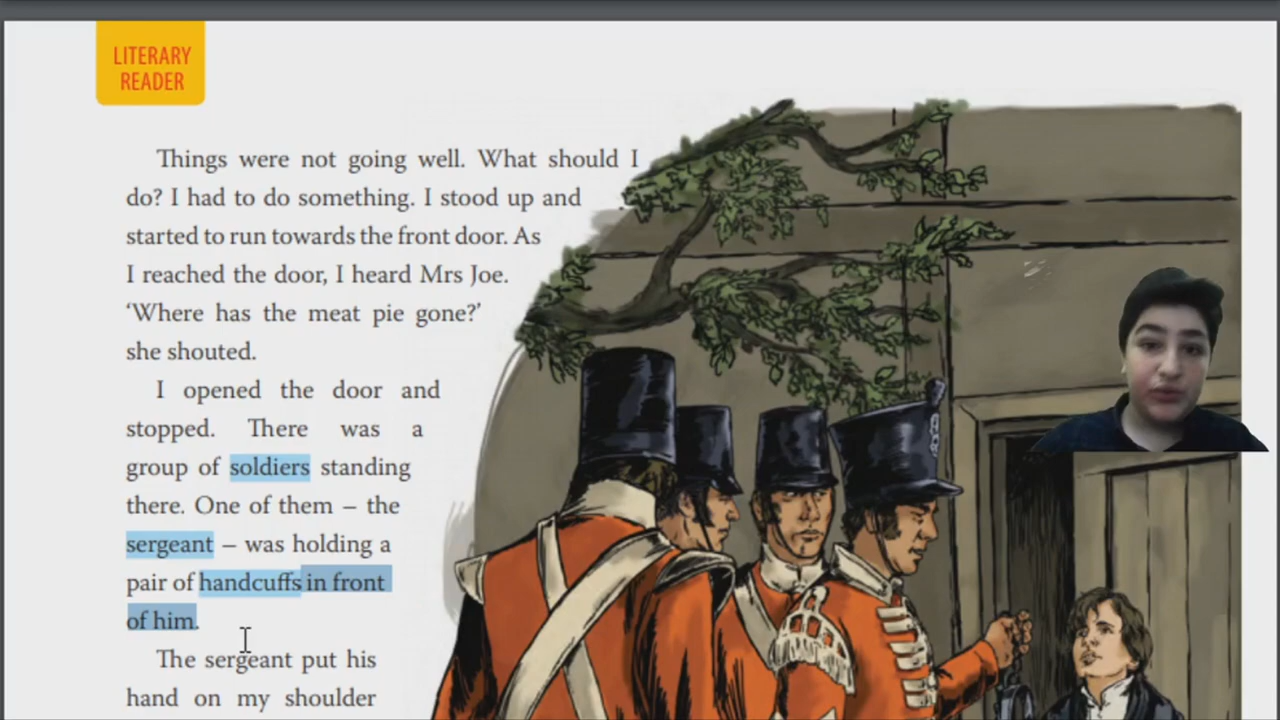 LITERARY
READER
Things were not going well. What should I
do? I had to do something. I stood up and
started to run towards the front door. As
I reached the door, I heard Mrs Joe.
‘Where has the meat pie gone?’
she shouted.
I opened the door and
stopped. There was a
group of soldiers standing
there. One of them – the
sergeant – was holding a
pair of handcuffs in front
of him.
The sergeant put his
hand on my shoulder